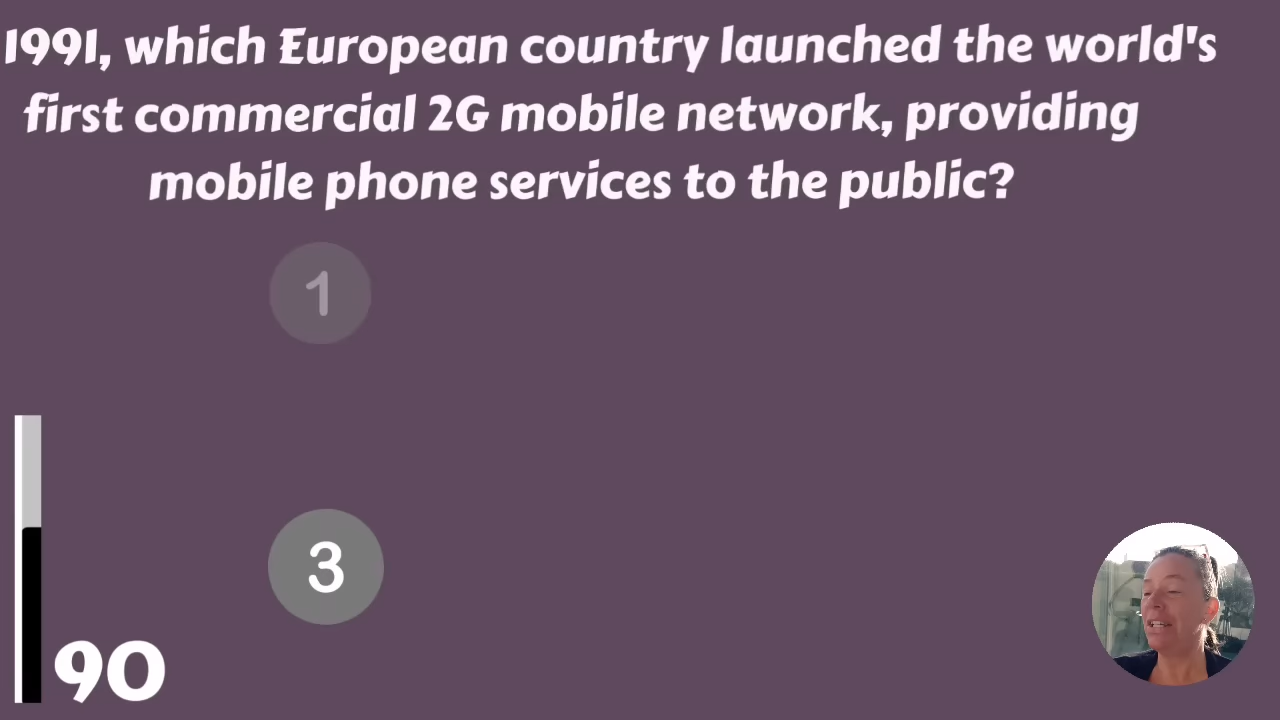 1991, which European country launched the world's
first commercial 2G mobile network, providing
mobile phone services to the public?
1
3
90